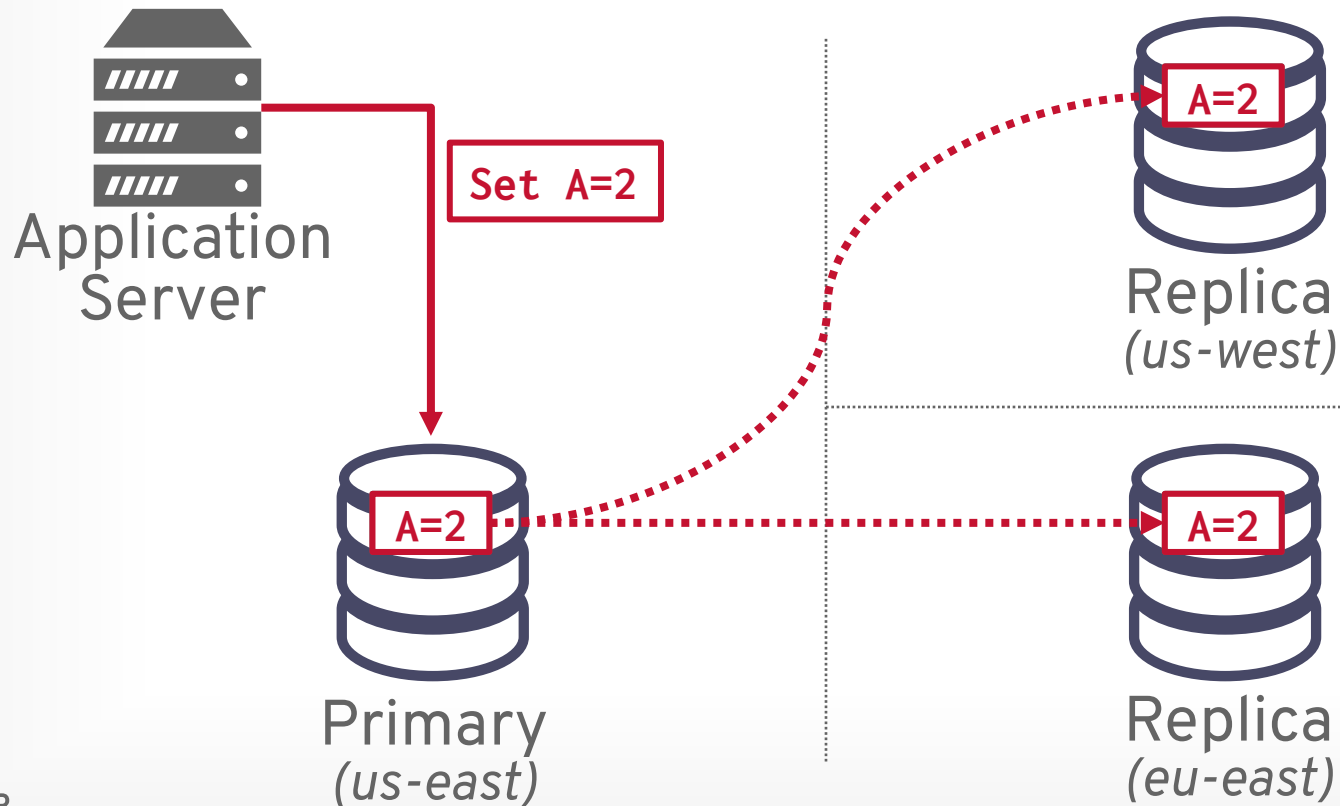 Application
Server
Set A=2
A=2
Replica
(us-west)
A=2
Primary
(us-east)
A=2
Replica
(eu-east)